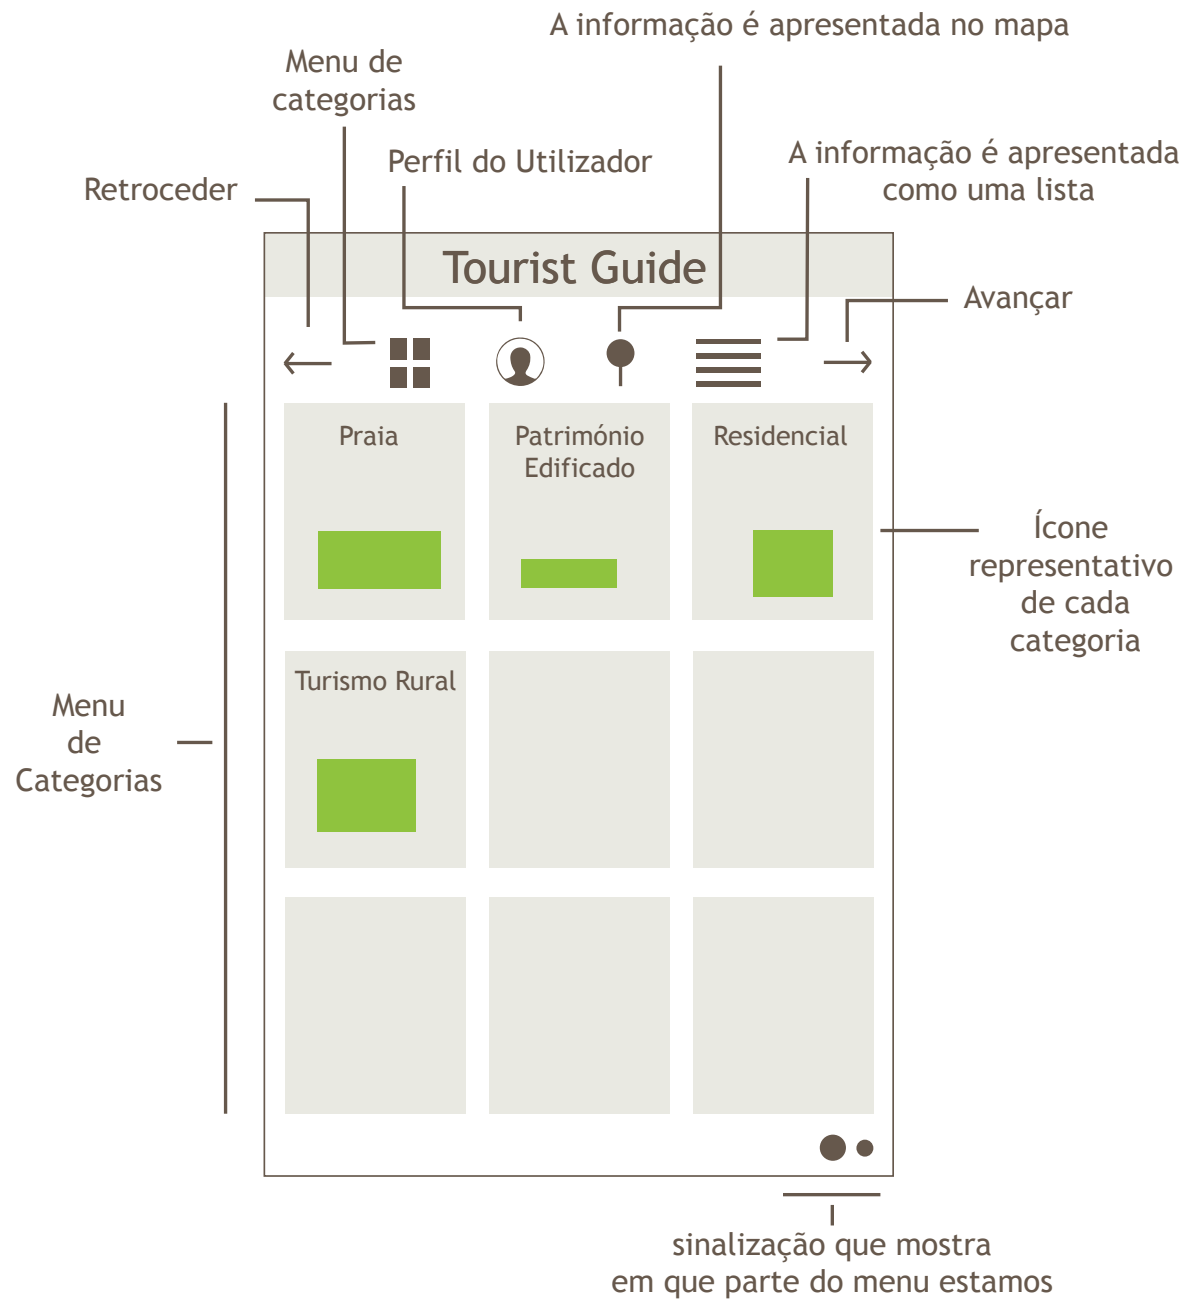 A informação é apresentada no mapa
Menu de
categorias
Perfil do Utilizador
A informação é apresentada
como uma lista
Retroceder
Tourist Guide
Avançar
Praia
Património
Edificado
Residencial
Ícone
representativo
de cada
categoria
Turismo Rural
Menu
de
Categorias
sinalização que mostra
em que parte do menu estamos